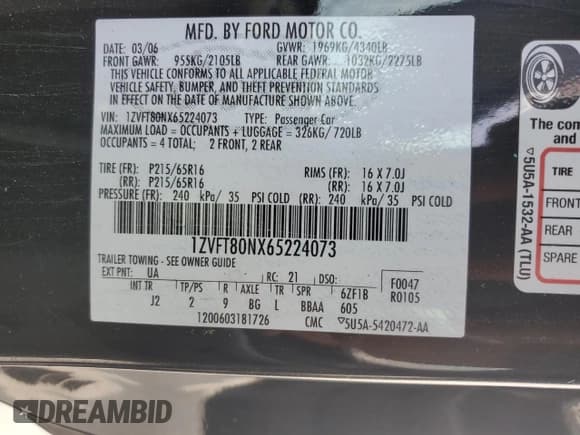 MFD. BY FORD MOTOR CO.
DATE: 03/06 GVWR: 1969KG/4340LB
FRONT GAWR: 955KG/2105LB REAR GAWR: 1032KG/2275LB
THIS VEHICLE CONFORMS TO ALL APPLICABLE FEDERAL MOTOR
VEHICLE SAFETY, BUMPER, AND THEFT PREVENTION STANDARDS
IN EFFECT ON THE DATE OF MANUFACTURE SHOWN ABOVE.
VIN: 1ZVFT80NX65224073 TYPE: Passenger Car
MAXIMUM LOAD = OCCUPANTS + LUGGAGE = 326KG/720LB
OCCUPANTS = 4 TOTAL: 2 FRONT, 2 REAR
TIRE (FR): P215/65R16 RIMS (FR): 16 X 7.0J
(RR): P215/65R16 (RR): 16 X 7.0J
PRESSURE (FR): 240 kPa/ 35 PSI COLD (RR): 240 kPa/ 35 PSI COLD
1ZVFT80NX65224073
TRAILER TOWING - SEE OWNER GUIDE
EXT PNT: UA RC: 21 DSO: F0047
INT TR TP/PS R AXLE TR SPR 6ZF1B R0105
J2 2 9 BG L BBAA 605
1200603181726 CMC ▽5U5A-5420472-AA
▽5U5A-1532-AA (TLU)
The com
and
TIRE
FRONT
REAR
SPARE
DREAMBID